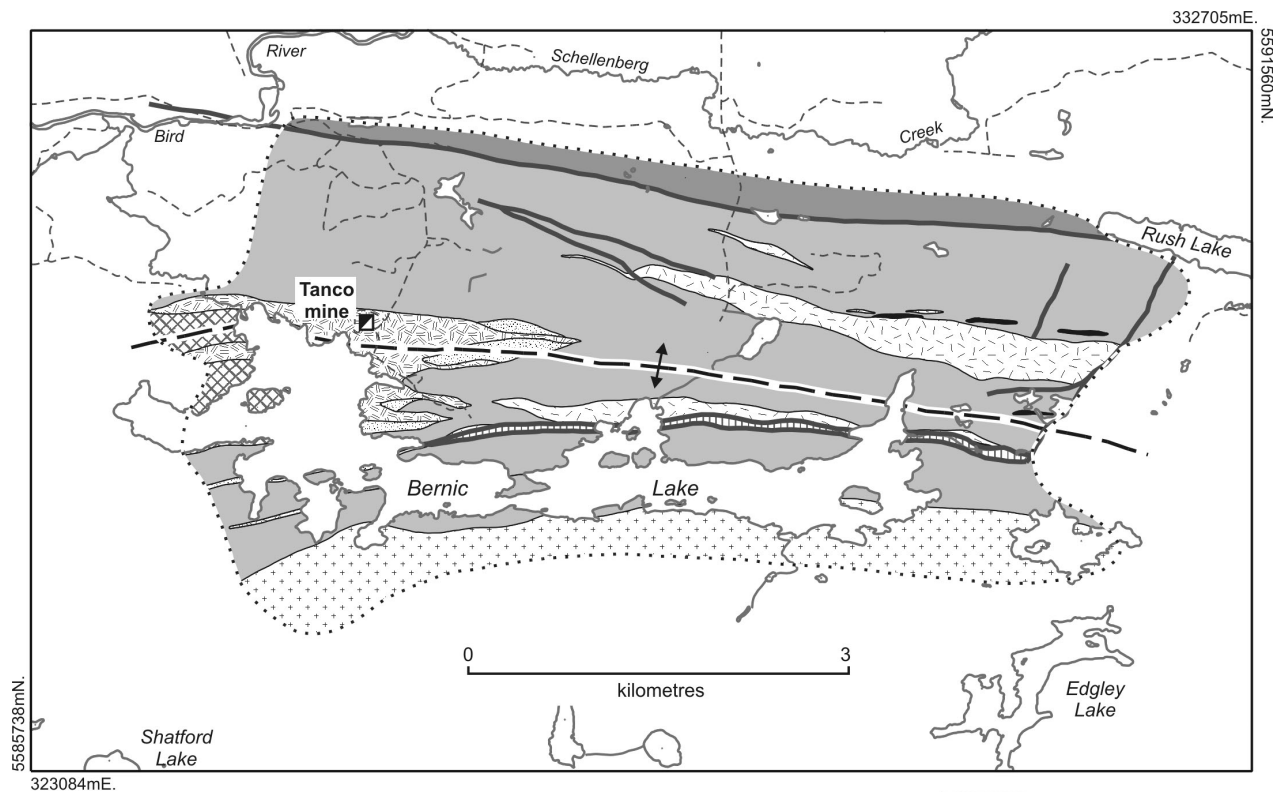 332705mE.
5591560mN.
River
Schellenberg
Bird
Creek
Rush Lake
Tanco
mine
Bernic
Lake
0
3
kilometres
Edgley
Lake
Shatford
Lake
5585738mN.
323084mE.